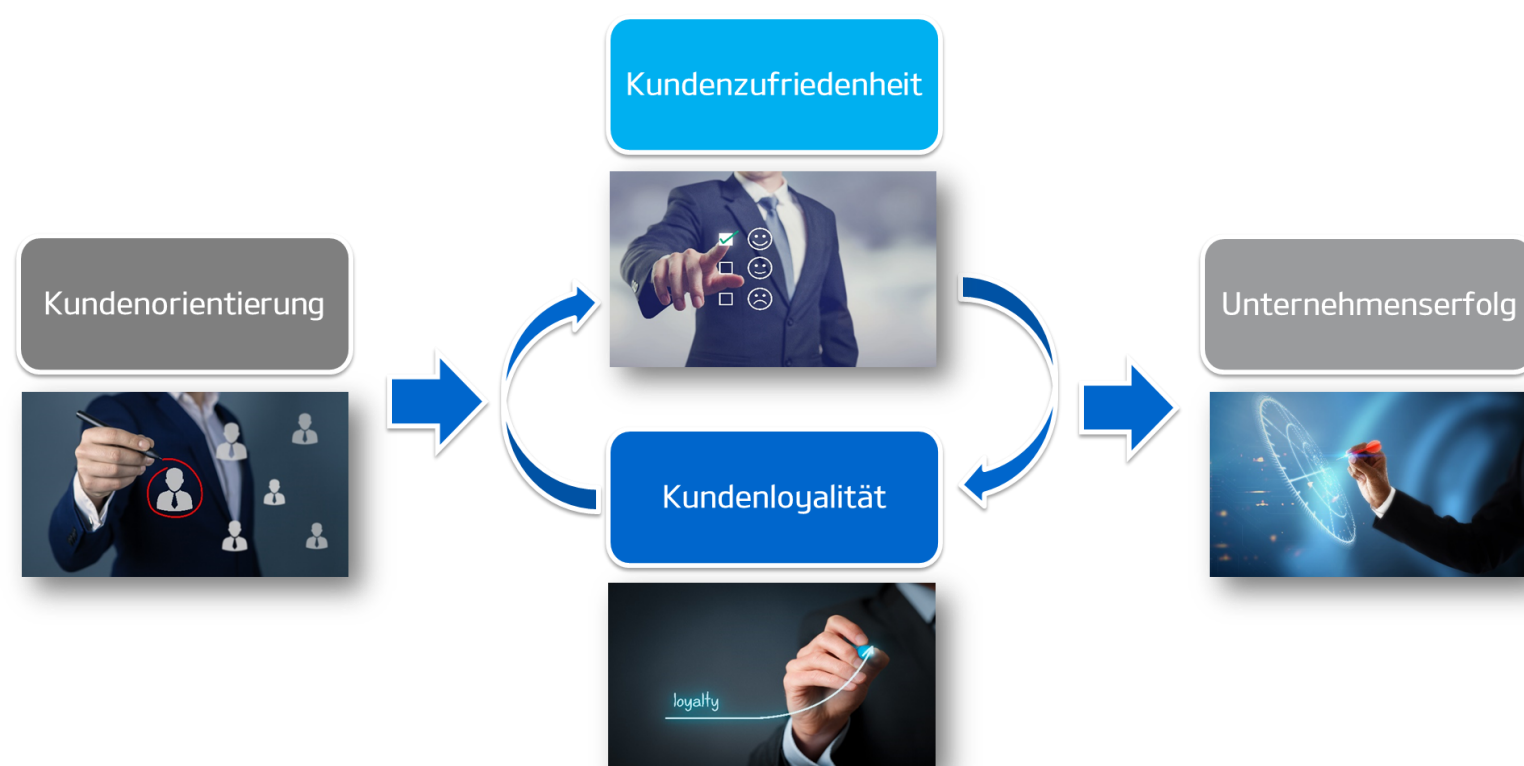 Kundenzufriedenheit
Kundenorientierung
Unternehmenserfolg
Kundenloyalität
loyalty